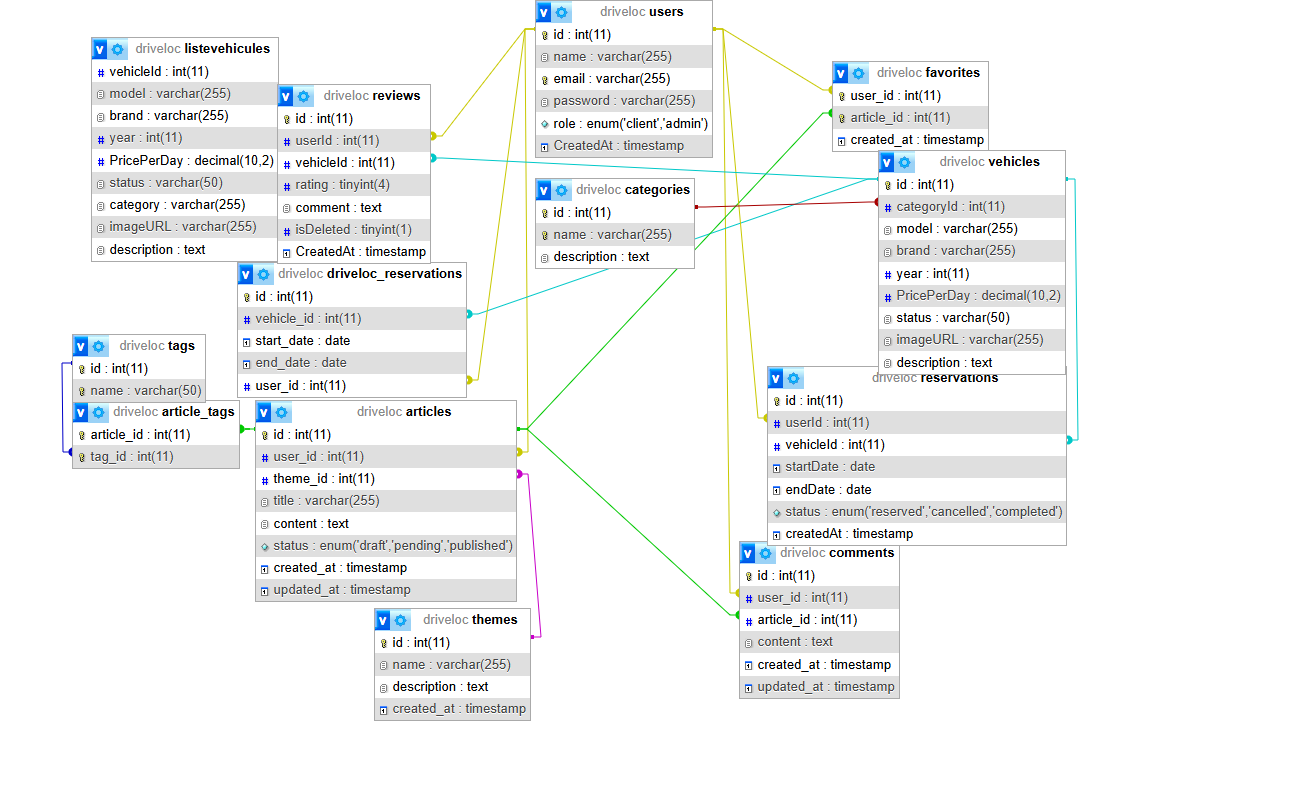 driveloc users
id : int(11)
name : varchar(255)
email : varchar(255)
password : varchar(255)
role : enum('client','admin')
CreatedAt : timestamp
driveloc listevehicules
vehicleId : int(11)
model : varchar(255)
brand : varchar(255)
year : int(11)
PricePerDay : decimal(10,2)
status : varchar(50)
category : varchar(255)
imageURL : varchar(255)
description : text
driveloc reviews
id : int(11)
userId : int(11)
vehicleId : int(11)
rating : tinyint(4)
comment : text
isDeleted : tinyint(1)
CreatedAt : timestamp
driveloc favorites
user_id : int(11)
article_id : int(11)
created_at : timestamp
driveloc categories
id : int(11)
name : varchar(255)
description : text
driveloc vehicles
id : int(11)
categoryId : int(11)
model : varchar(255)
brand : varchar(255)
year : int(11)
PricePerDay : decimal(10,2)
status : varchar(50)
imageURL : varchar(255)
description : text
driveloc driveloc_reservations
id : int(11)
vehicle_id : int(11)
start_date : date
end_date : date
user_id : int(11)
driveloc tags
id : int(11)
name : varchar(50)
driveloc article_tags
article_id : int(11)
tag_id : int(11)
driveloc articles
id : int(11)
user_id : int(11)
theme_id : int(11)
title : varchar(255)
content : text
status : enum('draft','pending','published')
created_at : timestamp
updated_at : timestamp
driveloc reservations
id : int(11)
userId : int(11)
vehicleId : int(11)
startDate : date
endDate : date
status : enum('reserved','cancelled','completed')
createdAt : timestamp
driveloc comments
id : int(11)
user_id : int(11)
article_id : int(11)
content : text
created_at : timestamp
updated_at : timestamp
driveloc themes
id : int(11)
name : varchar(255)
description : text
created_at : timestamp